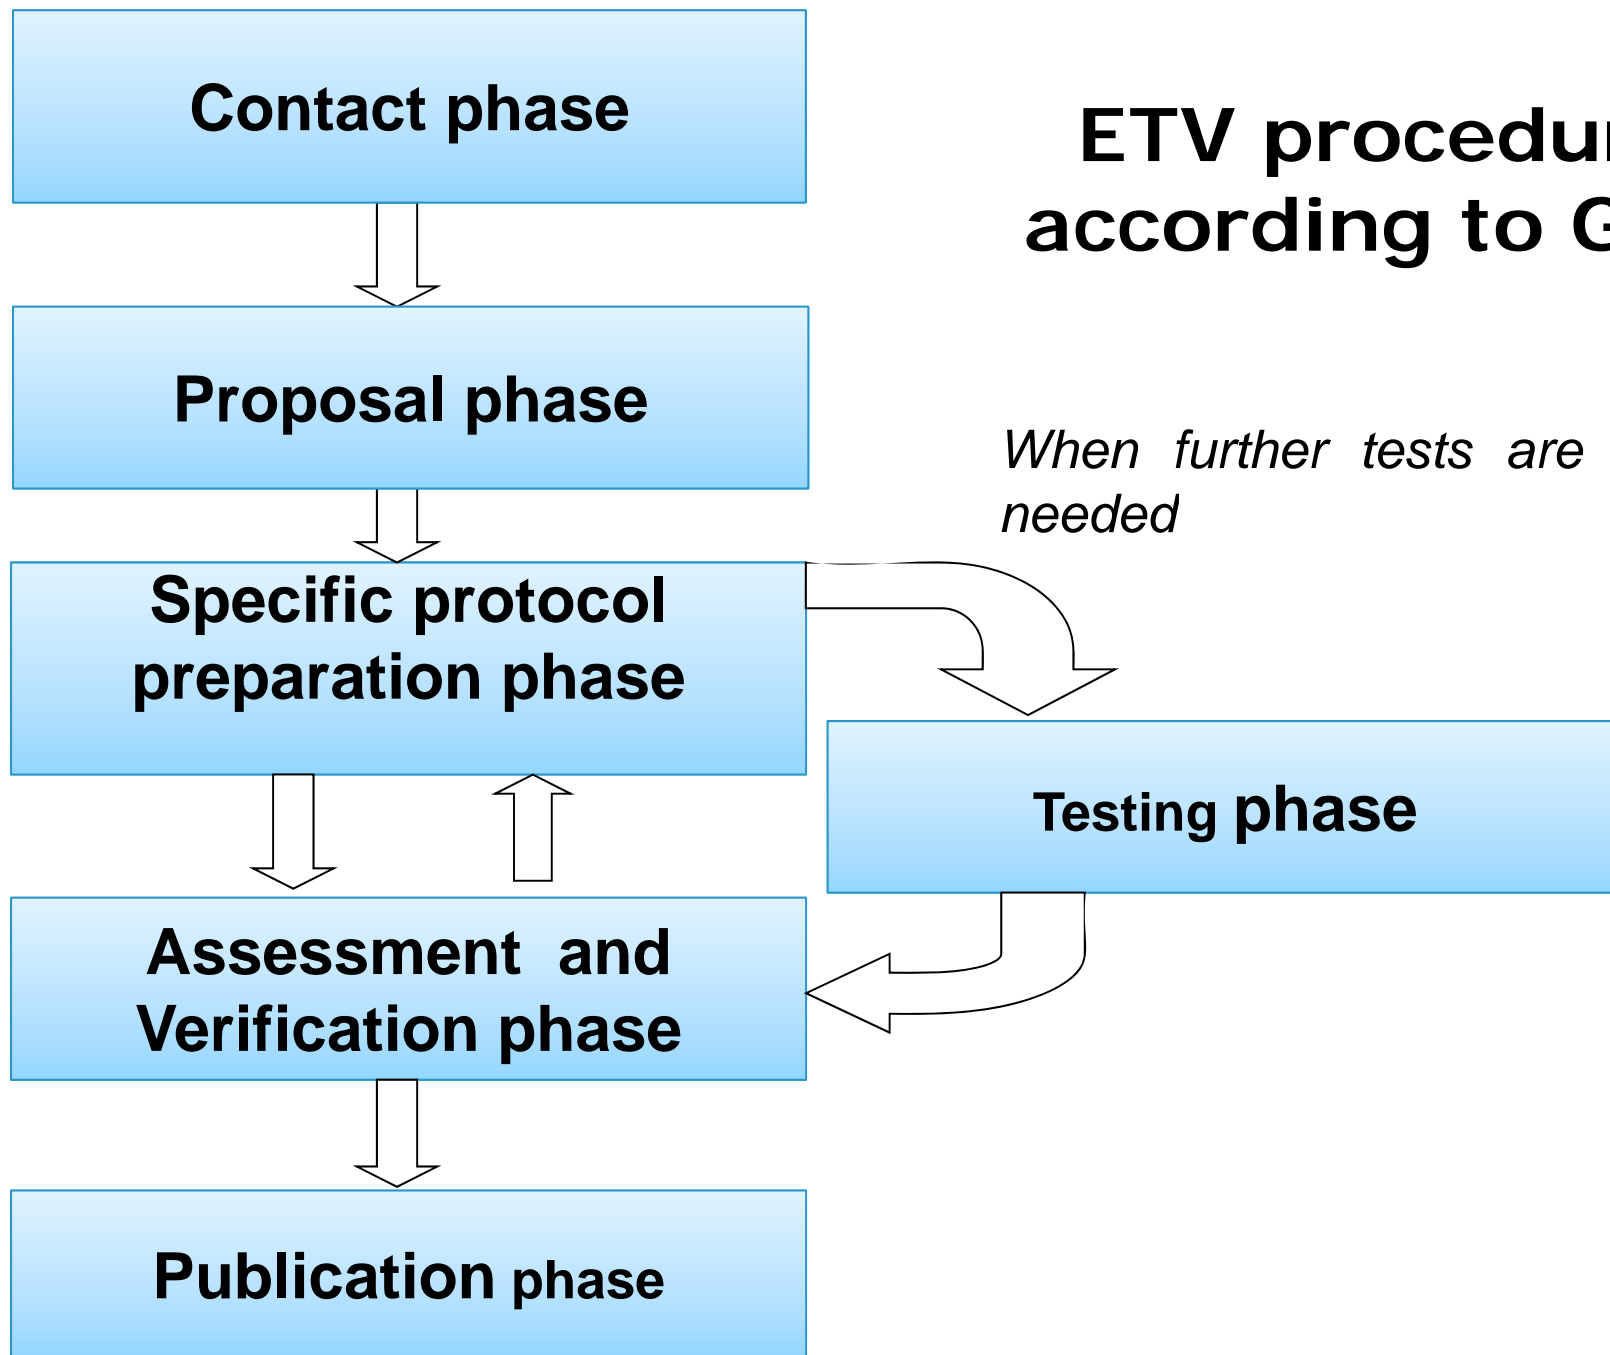 Contact phase
ETV procedur
according to G
Proposal phase
When further tests are
needed
Specific protocol
preparation phase
Testing phase
Assessment and
Verification phase
Publication phase